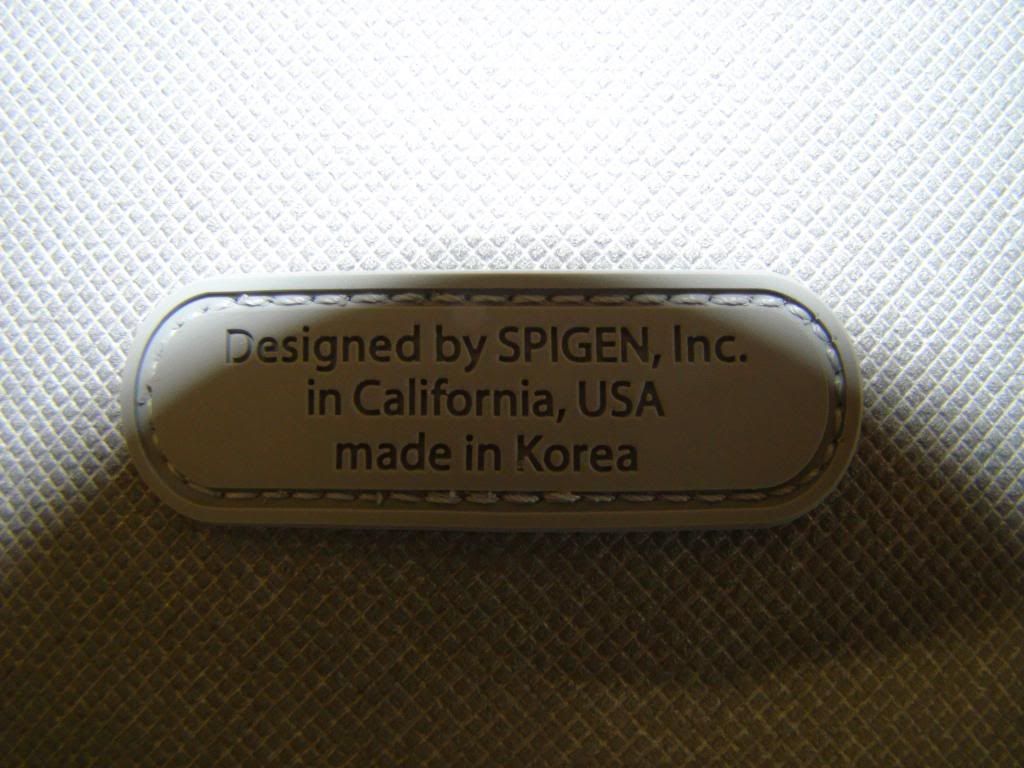 Designed by SPIGEN, Inc.
in California, USA
made in Korea